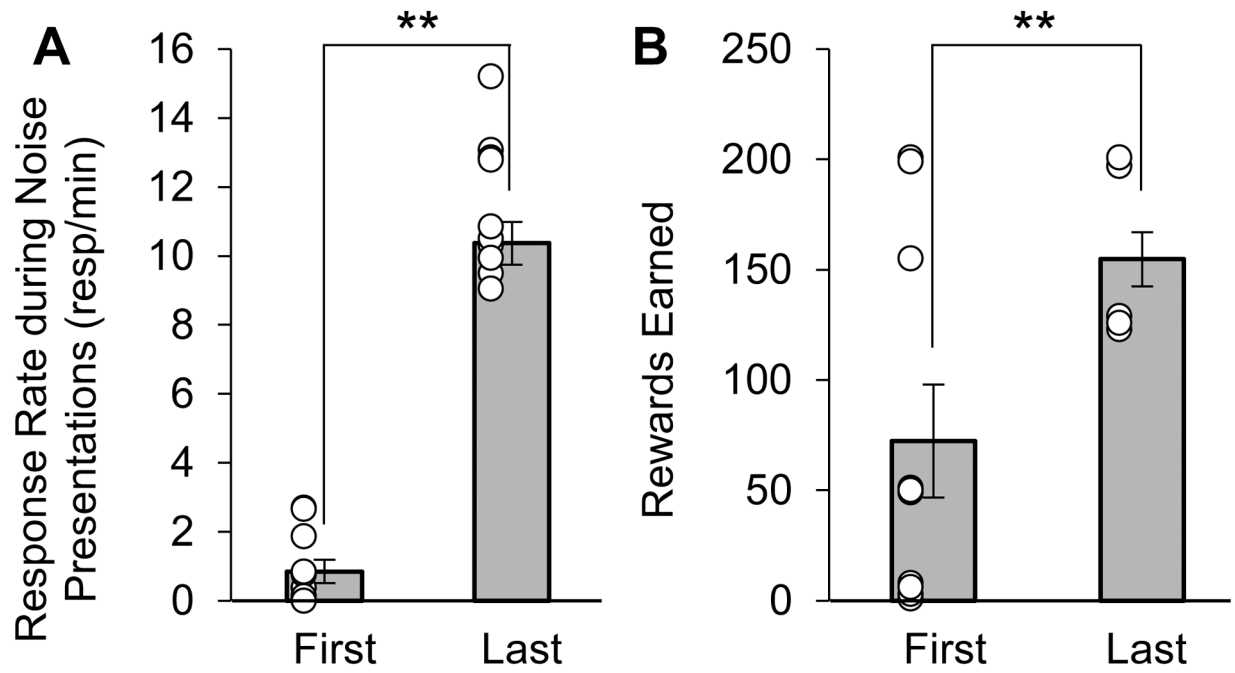 A
Response Rate during Noise
Presentations (resp/min)
16
14
12
10
8
6
4
2
0
**
First
Last
B
Rewards Earned
250
200
150
100
50
0
**
First
Last